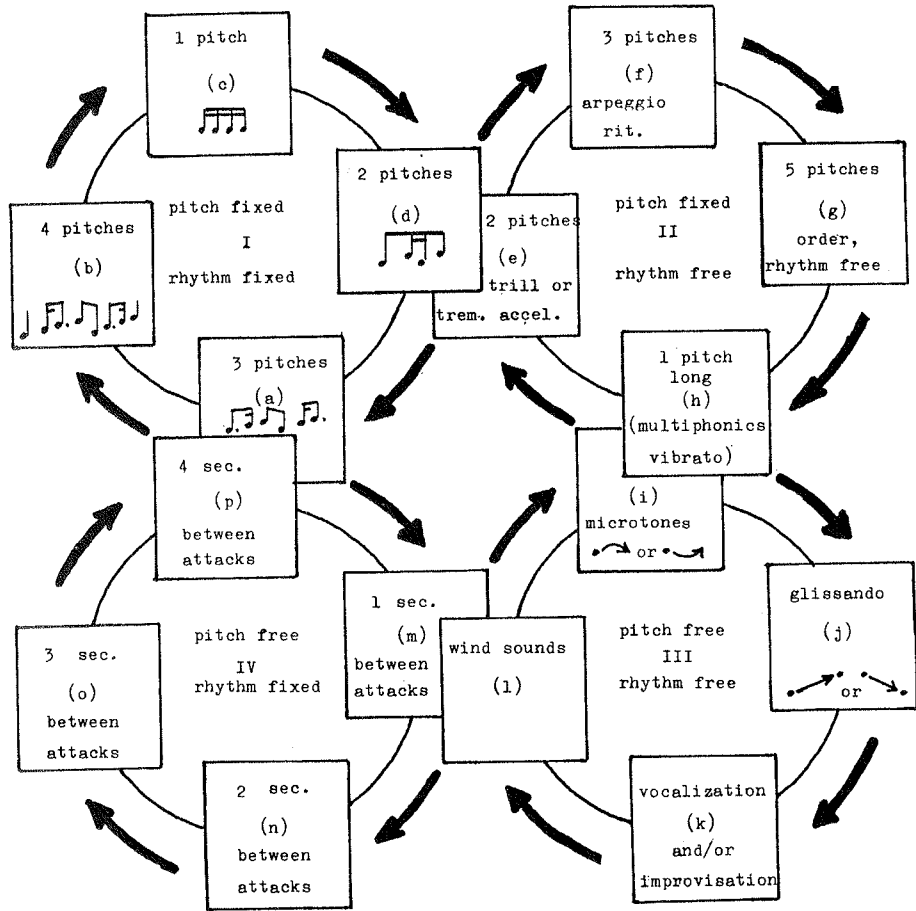 1 pitch
(c)
3 pitches
(f)
arpeggio
rit.
2 pitches
(d)
2 pitches
(e)
trill or
trem. accel.
5 pitches
(g)
order,
rhythm free
4 pitches
(b)
pitch fixed
I
rhythm fixed
pitch fixed
II
rhythm free
3 pitches
(a)
1 pitch
long
(h)
(multiphonics
vibrato)
4 sec.
(p)
between
attacks
(i)
microtones
or
1 sec.
(m)
between
attacks
glissando
(j)
or
3 sec.
(o)
between
attacks
pitch free
IV
rhythm fixed
wind sounds
(l)
pitch free
III
rhythm free
2 sec.
(n)
between
attacks
vocalization
(k)
and/or
improvisation